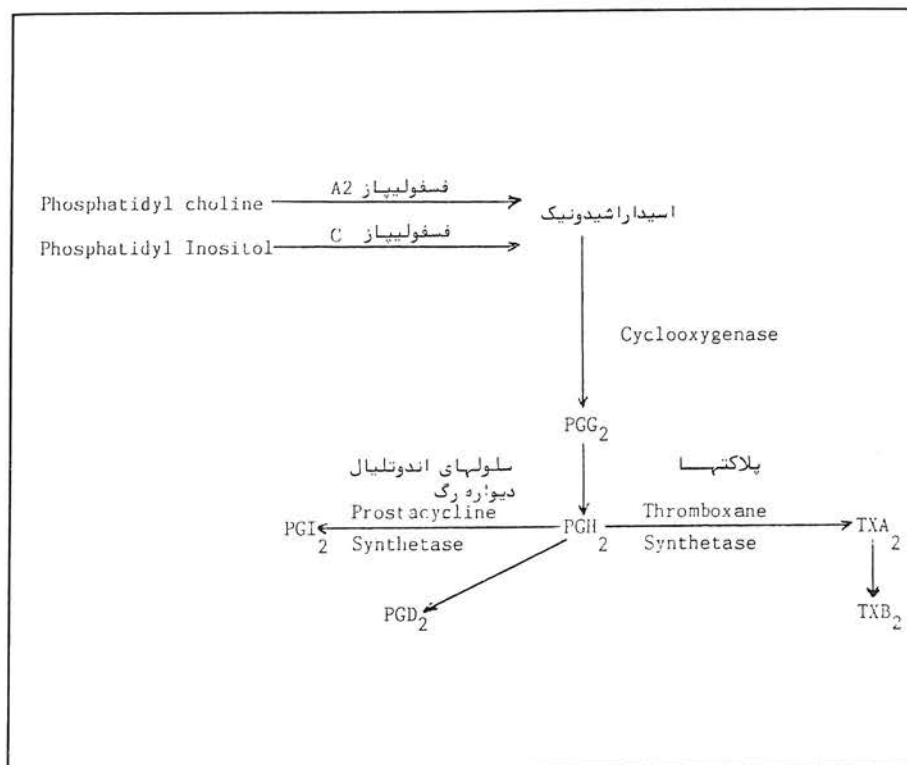 فسفولیپاز A2
Phosphatidyl choline
اسیداراشیدونیک
فسفولیپاز C
Phosphatidyl Inositol
Cyclooxygenase
PGG2
سلولهای اندوتلیال
دیواره رگ
پلاکتهـــا
Prostacycline
Synthetase
Thromboxane
Synthetase
PGI2
PGH2
TXA2
PGD2
TXB2